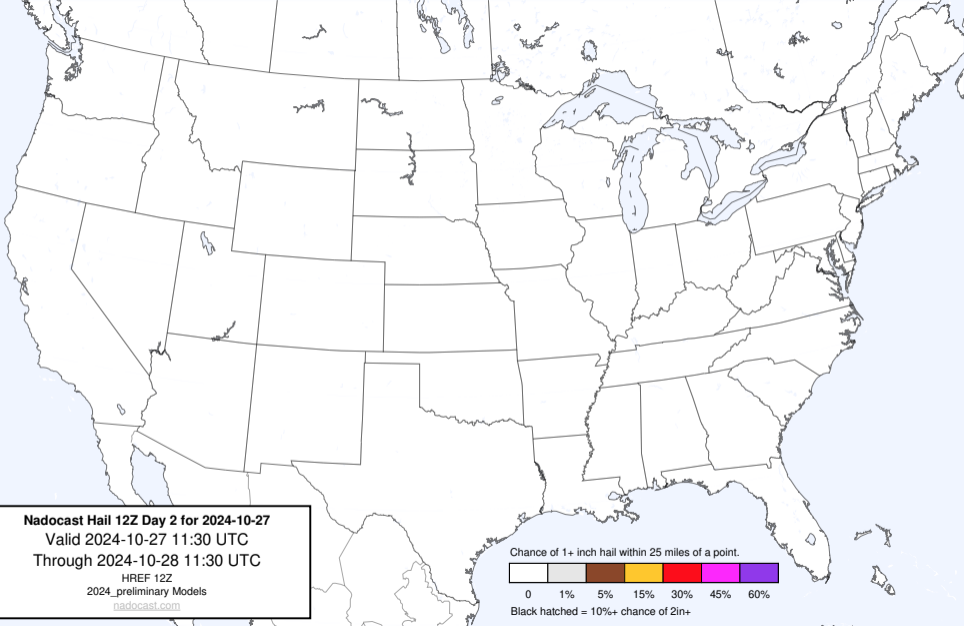 Nadocast Hail 12Z Day 2 for 2024-10-27
Valid 2024-10-27 11:30 UTC
Through 2024-10-28 11:30 UTC
HREF 12Z
2024_preliminary Models
nadocast.com
Chance of 1+ inch hail within 25 miles of a point.
0 1% 5% 15% 30% 45% 60%
Black hatched = 10%+ chance of 2in+